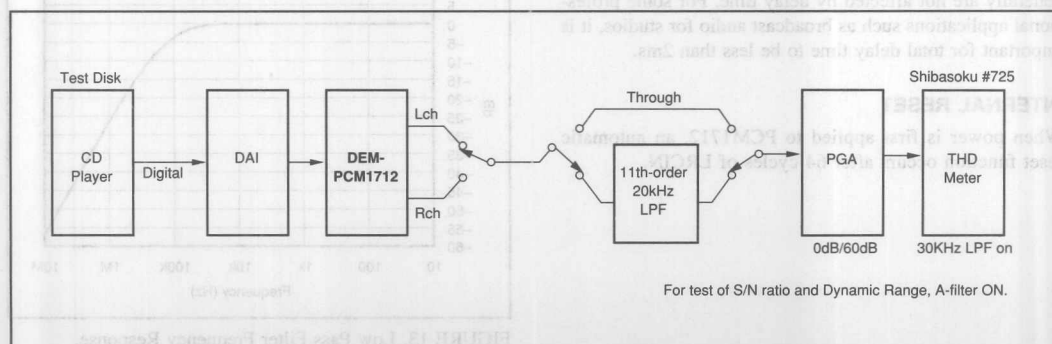 Test Disk
CD
Player
Digital
DAI
DEM-
PCM1712
Lch
Rch
Through
11th-order
20kHz
LPF
PGA
0dB/60dB
Shibasoku #725
THD
Meter
30KHz LPF on
For test of S/N ratio and Dynamic Range, A-filter ON.